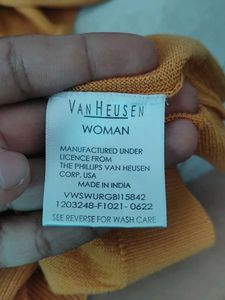 VAN HEUSEN
WOMAN
MANUFACTURED UNDER
LICENCE FROM
THE PHILLIPS VAN HEUSEN
CORP. USA
MADE IN INDIA
VWSWURGBI15842
1203248-F1021- 0622
SEE REVERSE FOR WASH CARE